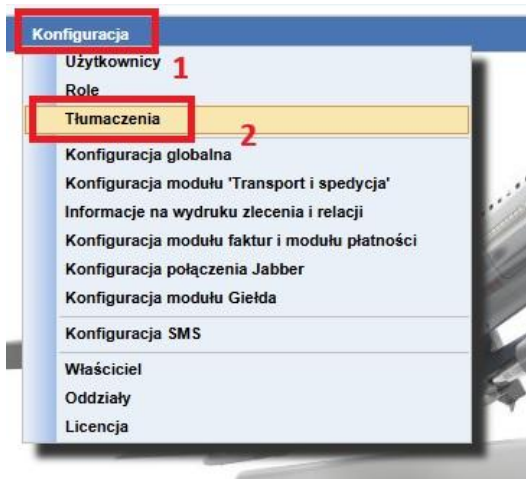 Konfiguracja
Użytkownicy 1
Role
Tłumaczenia 2
Konfiguracja globalna
Konfiguracja modułu 'Transport i spedycja'
Informacje na wydruku zlecenia i relacji
Konfiguracja modułu faktur i modułu płatności
Konfiguracja połączenia Jabber
Konfiguracja modułu Giełda
Konfiguracja SMS
Właściciel
Oddziały
Licencja